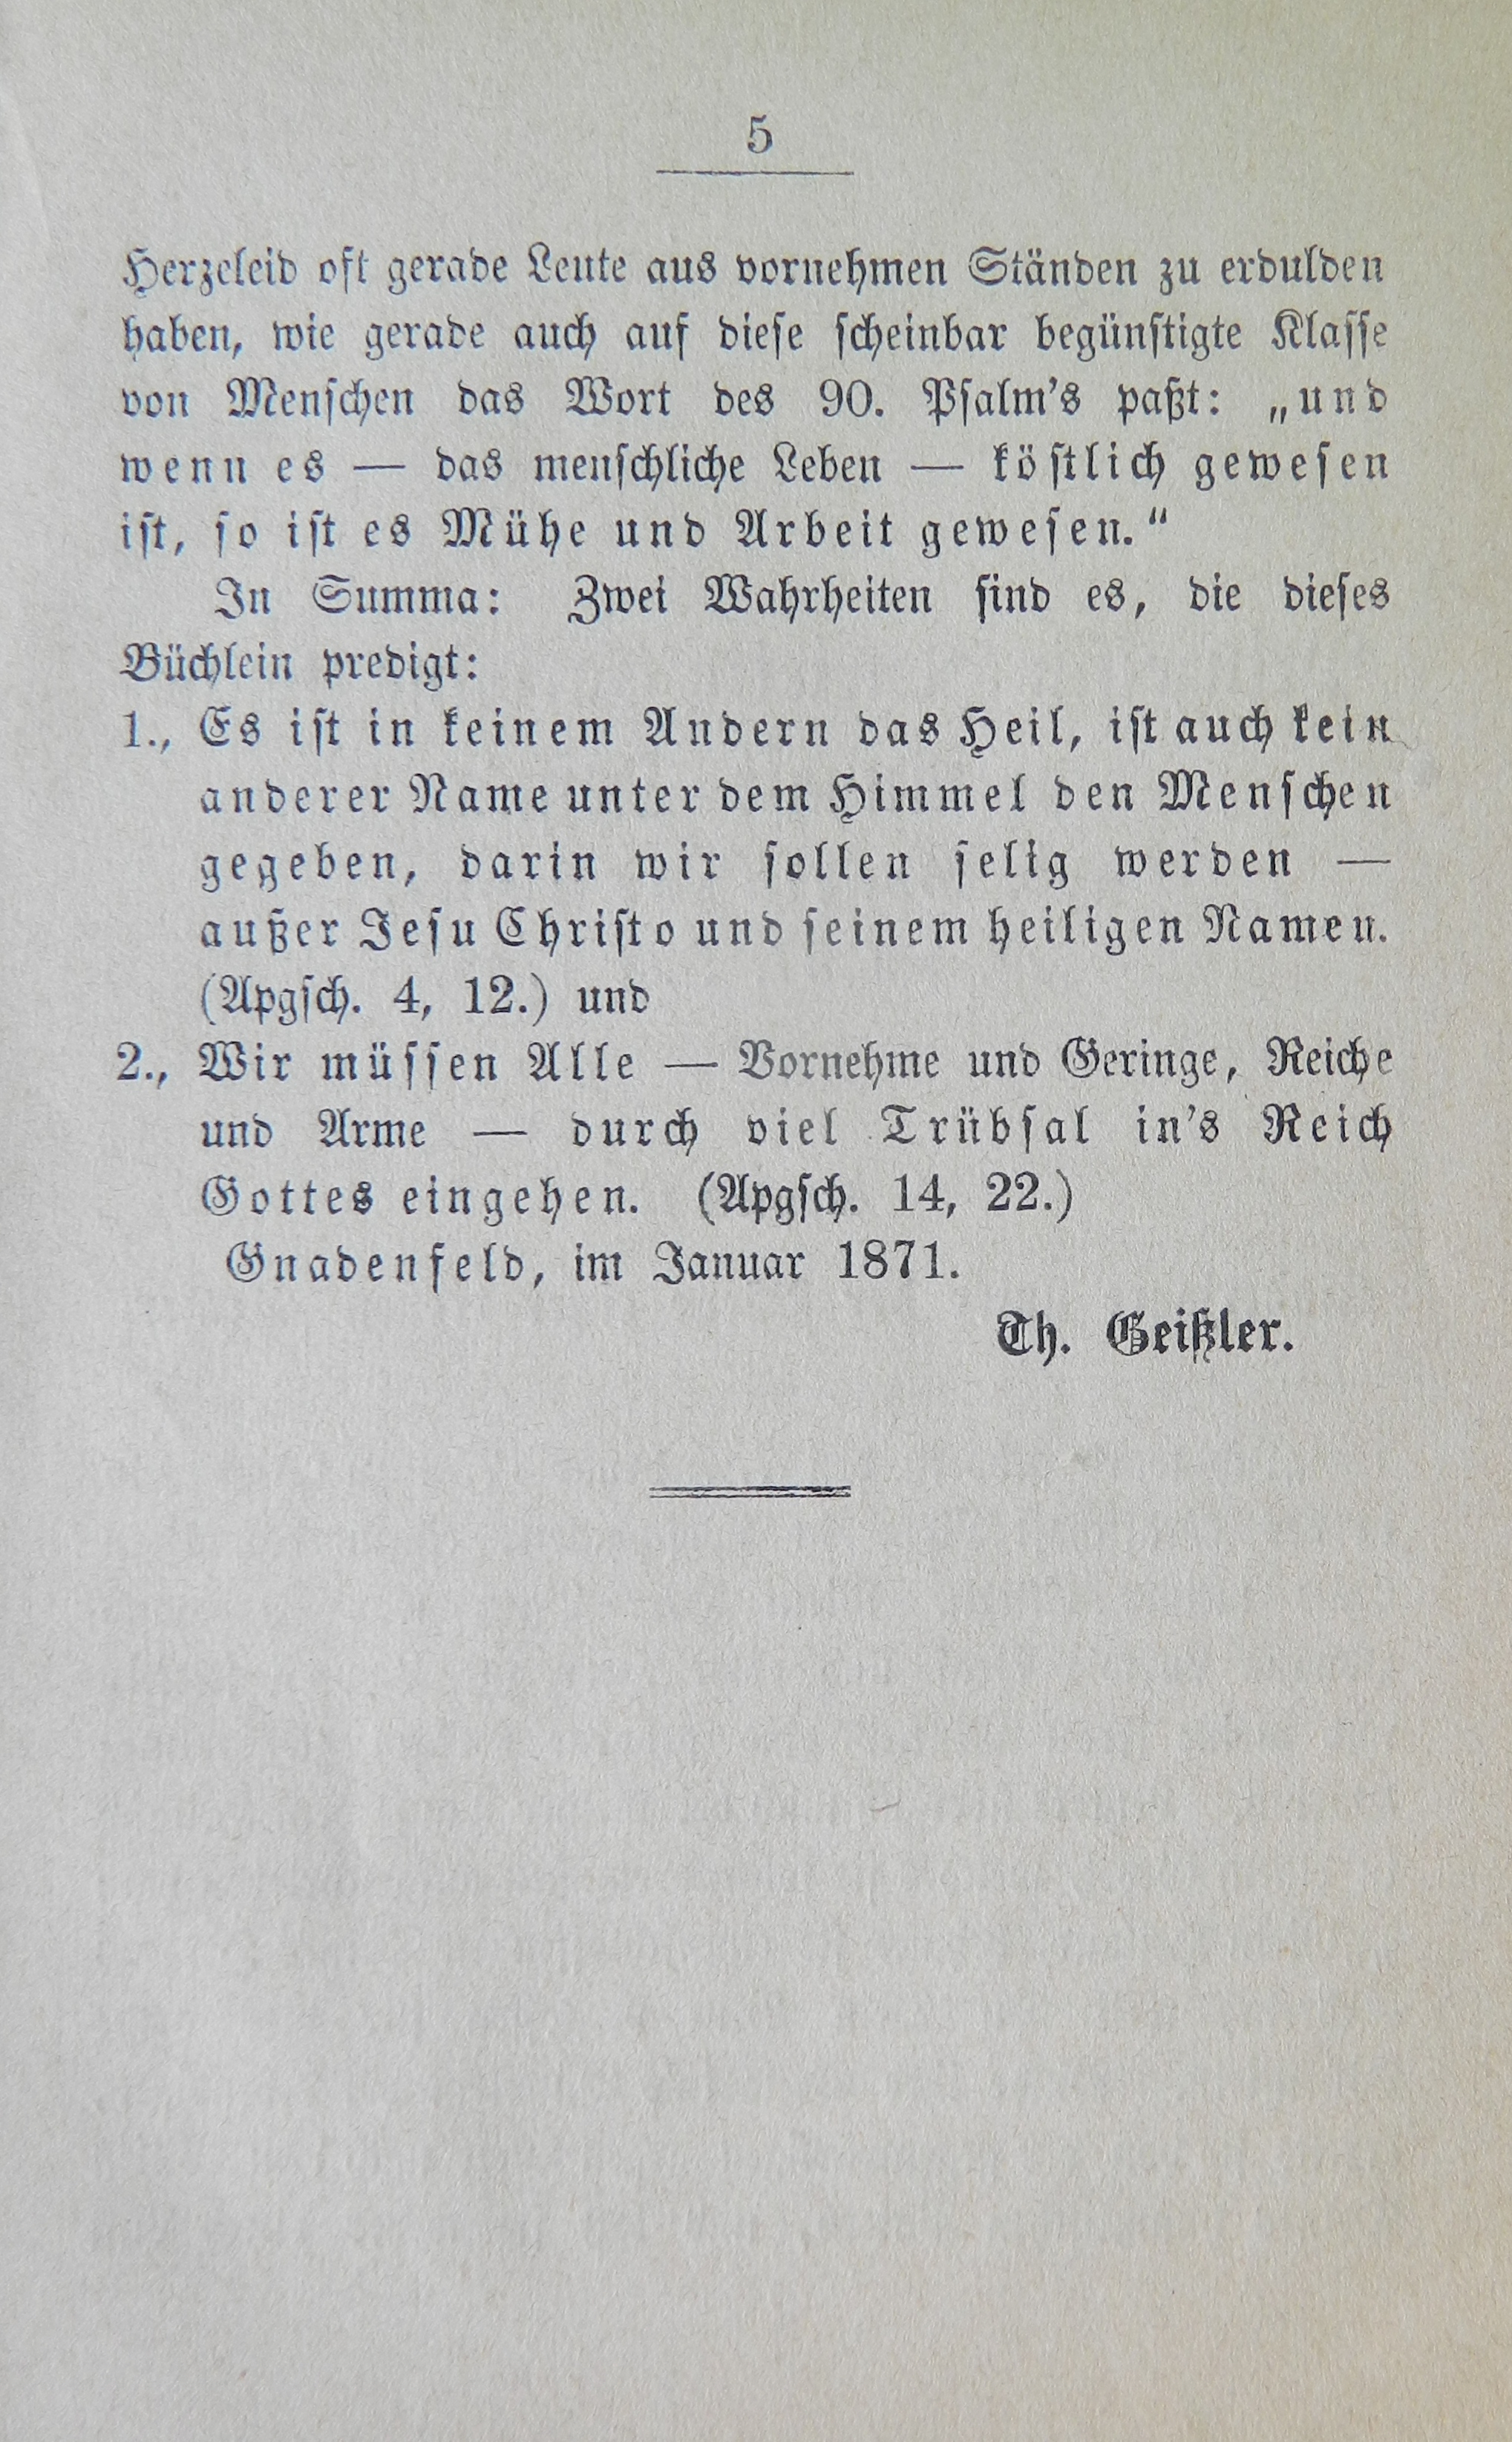 5
Herzeleid oft gerade Leute aus vornehmen Ständen zu erdulden
haben, wie gerade auch auf dieſe ſcheinbar begünſtigte Klaſſe
von Menſchen das Wort des 90. Pſalm's paßt: „und
wenn es — das menſchliche Leben — köſtlich geweſen
iſt, ſo iſt es Mühe und Arbeit geweſen.“
In Summa: Zwei Wahrheiten ſind es, die dieſes
Büchlein predigt:
1., Es iſt in keinem Andern das Heil, iſt auch kein
anderer Name unter dem Himmel den Menſchen
gegeben, darin wir ſollen ſelig werden —
außer Jeſu Chriſto und ſeinem heiligen Namen.
(Apgſch. 4, 12.) und
2., Wir müſſen Alle — Vornehme und Geringe, Reiche
und Arme — durch viel Trübſal in's Reich
Gottes eingehen. (Apgſch. 14, 22.)
Gnadenfeld, im Januar 1871.
Th. Geißler.